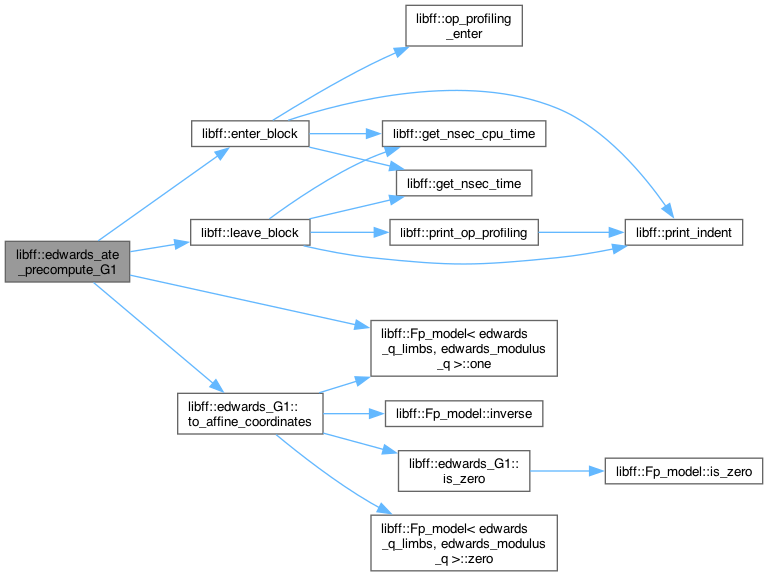 libff::op_profiling
_enter
libff::enter_block
libff::get_nsec_cpu_time
libff::get_nsec_time
libff::leave_block
libff::print_op_profiling
libff::print_indent
libff::edwards_ate
_precompute_G1
libff::Fp_model< edwards
_q_limbs, edwards_modulus
_q >::one
libff::edwards_G1::
to_affine_coordinates
libff::Fp_model::inverse
libff::edwards_G1::
is_zero
libff::Fp_model::is_zero
libff::Fp_model< edwards
_q_limbs, edwards_modulus
_q >::zero